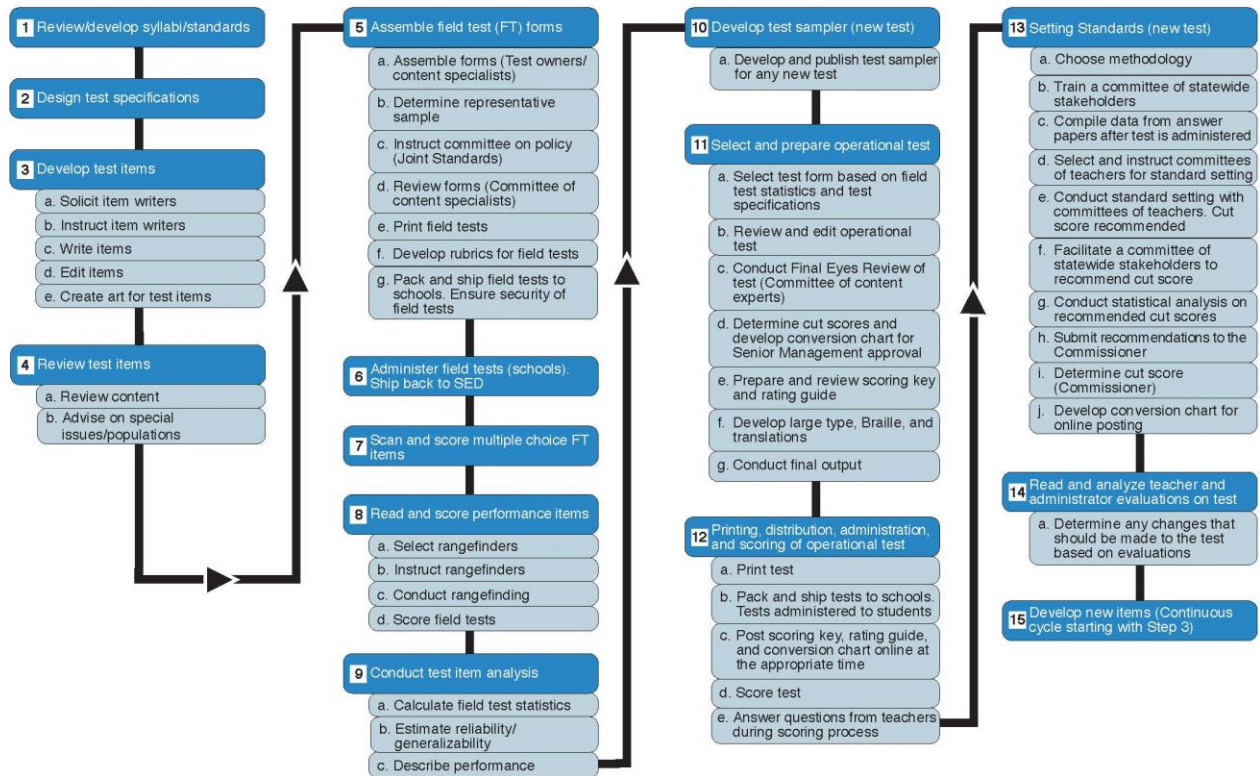 1 Review/develop syllabi/standards
2 Design test specifications
3 Develop test items
a. Solicit item writers
b. Instruct item writers
c. Write items
d. Edit items
e. Create art for test items
4 Review test items
a. Review content
b. Advise on special
issues/populations
5 Assemble field test (FT) forms
a. Assemble forms (Test owners/
content specialists)
b. Determine representative
sample
c. Instruct committee on policy
(Joint Standards)
d. Review forms (Committee of
content specialists)
e. Print field tests
f. Develop rubrics for field tests
g. Pack and ship field tests to
schools. Ensure security of
field tests
6 Administer field tests (schools).
Ship back to SED
7 Scan and score multiple choice FT
items
8 Read and score performance items
a. Select rangefinders
b. Instruct rangefinders
c. Conduct rangefinding
d. Score field tests
9 Conduct test item analysis
a. Calculate field test statistics
b. Estimate reliability/
generalizability
c. Describe performance
10 Develop test sampler (new test)
a. Develop and publish test sampler
for any new test
11 Select and prepare operational test
a. Select test form based on field
test statistics and test
specifications
b. Review and edit operational
test
c. Conduct Final Eyes Review of
test (Committee of content
experts)
d. Determine cut scores and
develop conversion chart for
Senior Management approval
e. Prepare and review scoring key
and rating guide
f. Develop large type, Braille, and
translations
g. Conduct final output
12 Printing, distribution, administration,
and scoring of operational test
a. Print test
b. Pack and ship tests to schools.
Tests administered to students
c. Post scoring key, rating guide,
and conversion chart online at
the appropriate time
d. Score test
e. Answer questions from teachers
during scoring process
13 Setting Standards (new test)
a. Choose methodology
b. Train a committee of statewide
stakeholders
c. Compile data from answer
papers after test is administered
d. Select and instruct committees
of teachers for standard setting
e. Conduct standard setting with
committees of teachers. Cut
score recommended
f. Facilitate a committee of
statewide stakeholders to
recommend cut score
g. Conduct statistical analysis on
recommended cut scores
h. Submit recommendations to the
Commissioner
i. Determine cut score
(Commissioner)
j. Develop conversion chart for
online posting
14 Read and analyze teacher and
administrator evaluations on test
a. Determine any changes that
should be made to the test
based on evaluations
15 Develop new items (Continuous
cycle starting with Step 3)